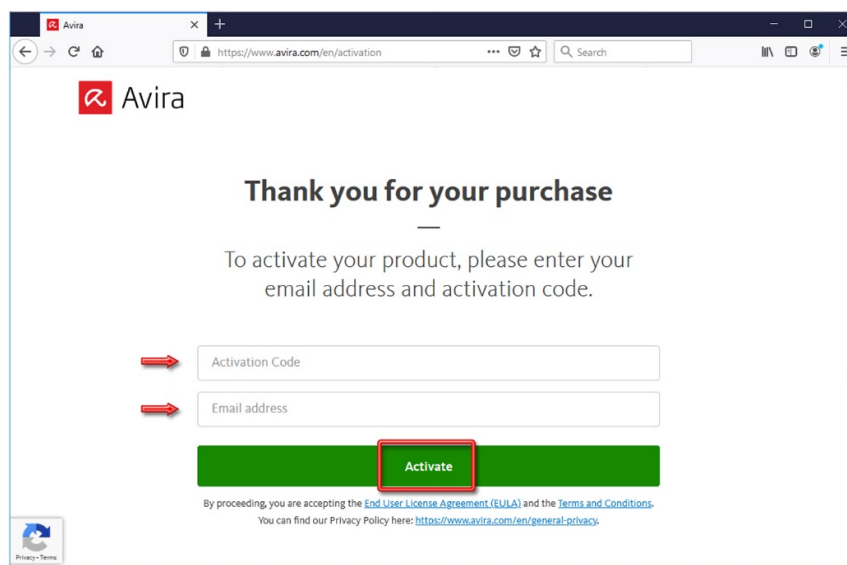 Avira
https://www.avira.com/en/activation
Search
Avira
Thank you for your purchase
To activate your product, please enter your
email address and activation code.
Activation Code
Email address
Activate
By proceeding, you are accepting the End User License Agreement (EULA) and the Terms and Conditions.
You can find our Privacy Policy here: https://www.avira.com/en/general-privacy.
Privacy - Terms